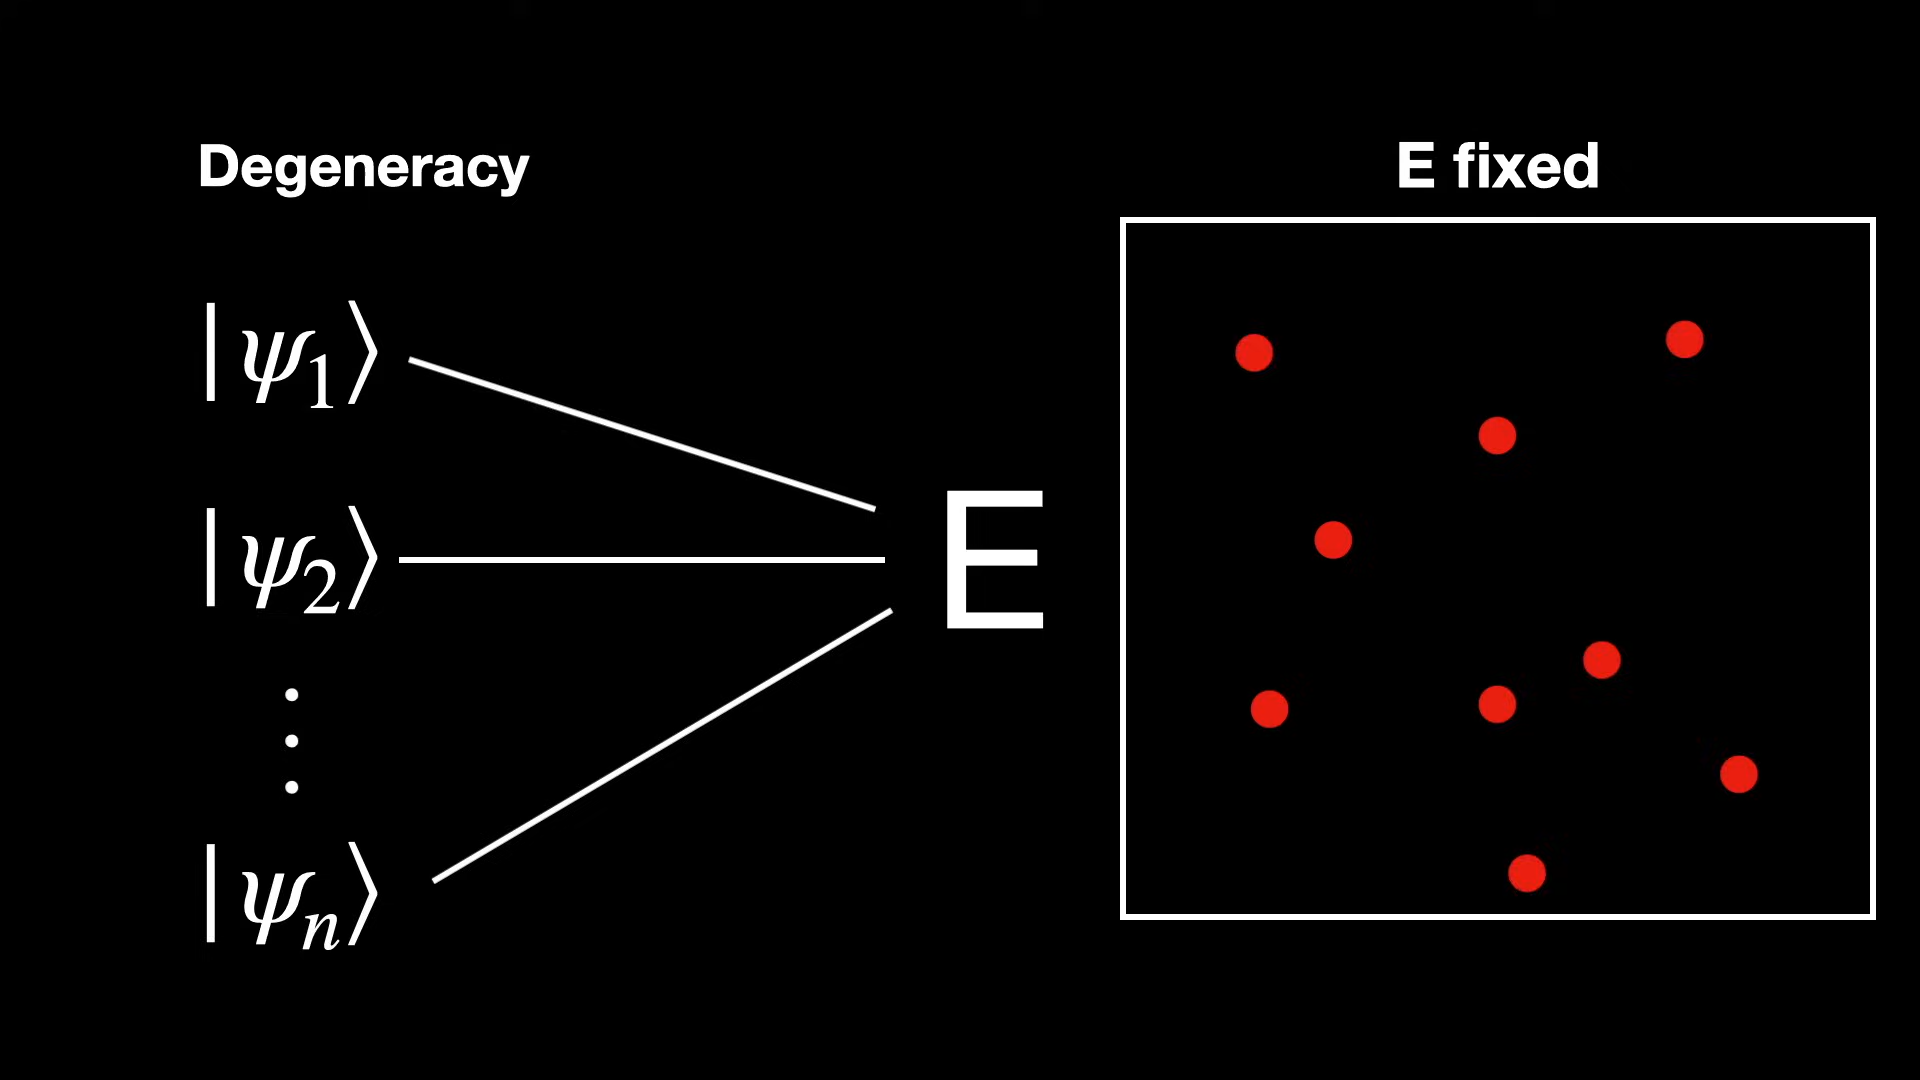 Degeneracy
E fixed
|ψ₁⟩
|ψ₂⟩
E
⋮
|ψₙ⟩